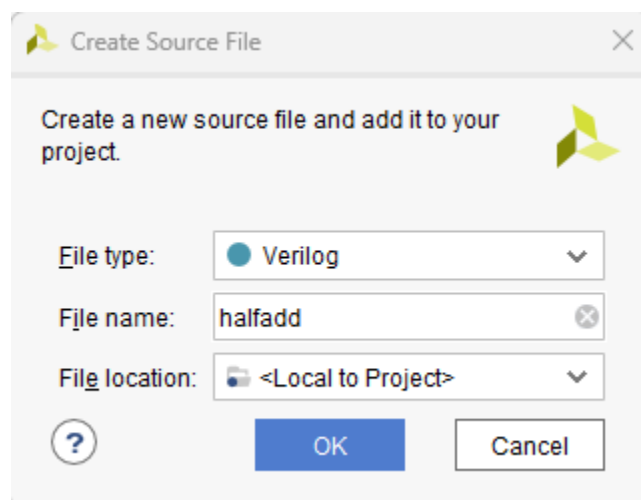 Create Source File
Create a new source file and add it to your
project.
File type: Verilog
File name: halfadd
File location: <Local to Project>
? OK Cancel